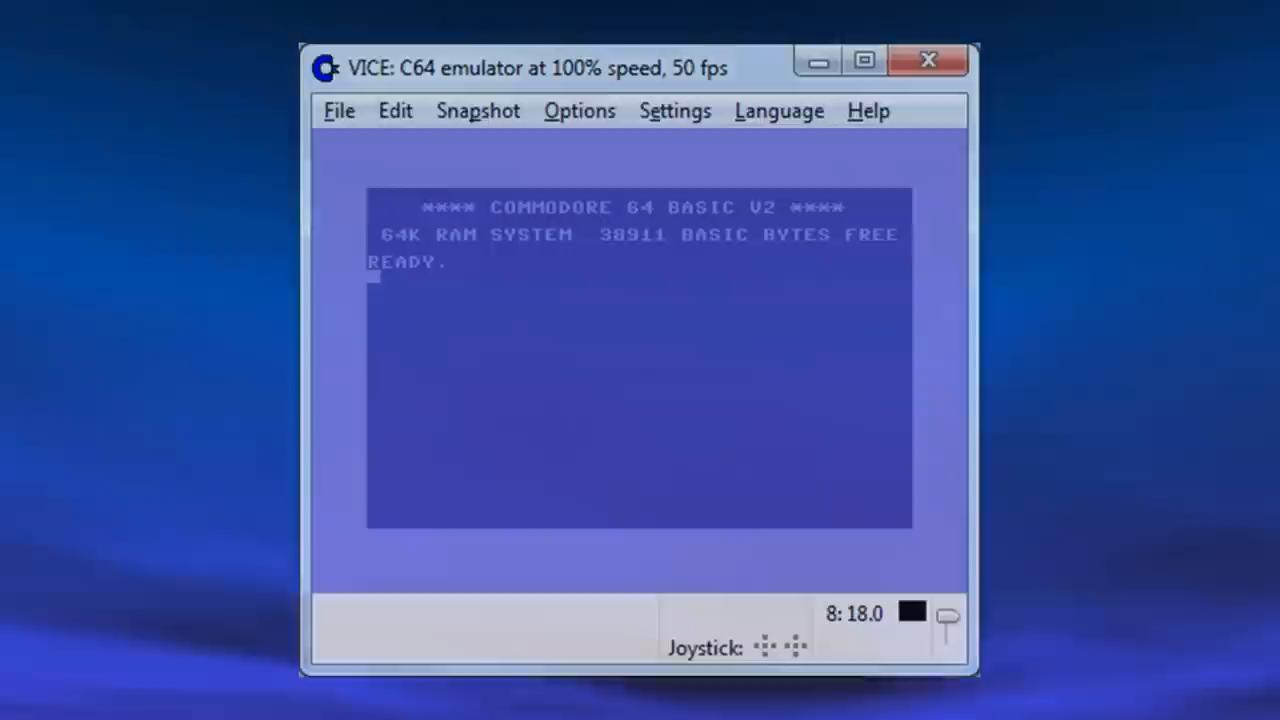 VICE: C64 emulator at 100% speed, 50 fps
File Edit Snapshot Options Settings Language Help
**** COMMODORE 64 BASIC V2 ****
64K RAM SYSTEM 38911 BASIC BYTES FREE
READY.
8: 18.0
Joystick: